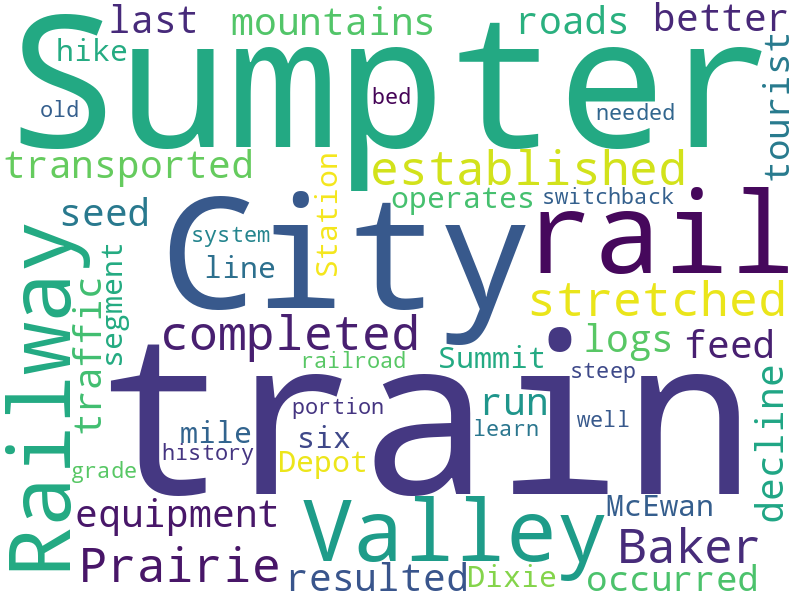 last
mountains
roads
better
hike
Sumpter
tourist
old
bed
needed
transported
established
Station
operates
switchback
seed
City
rail
system
line
Railway
traffic
segment
stretched
completed
logs
feed
railroad
Summit
steep
train
decline
portion
run
mile
six
learn
well
history
grade
Depot
equipment
Valley
McEwan
Baker
Prairie
resulted
Dixie
occurred